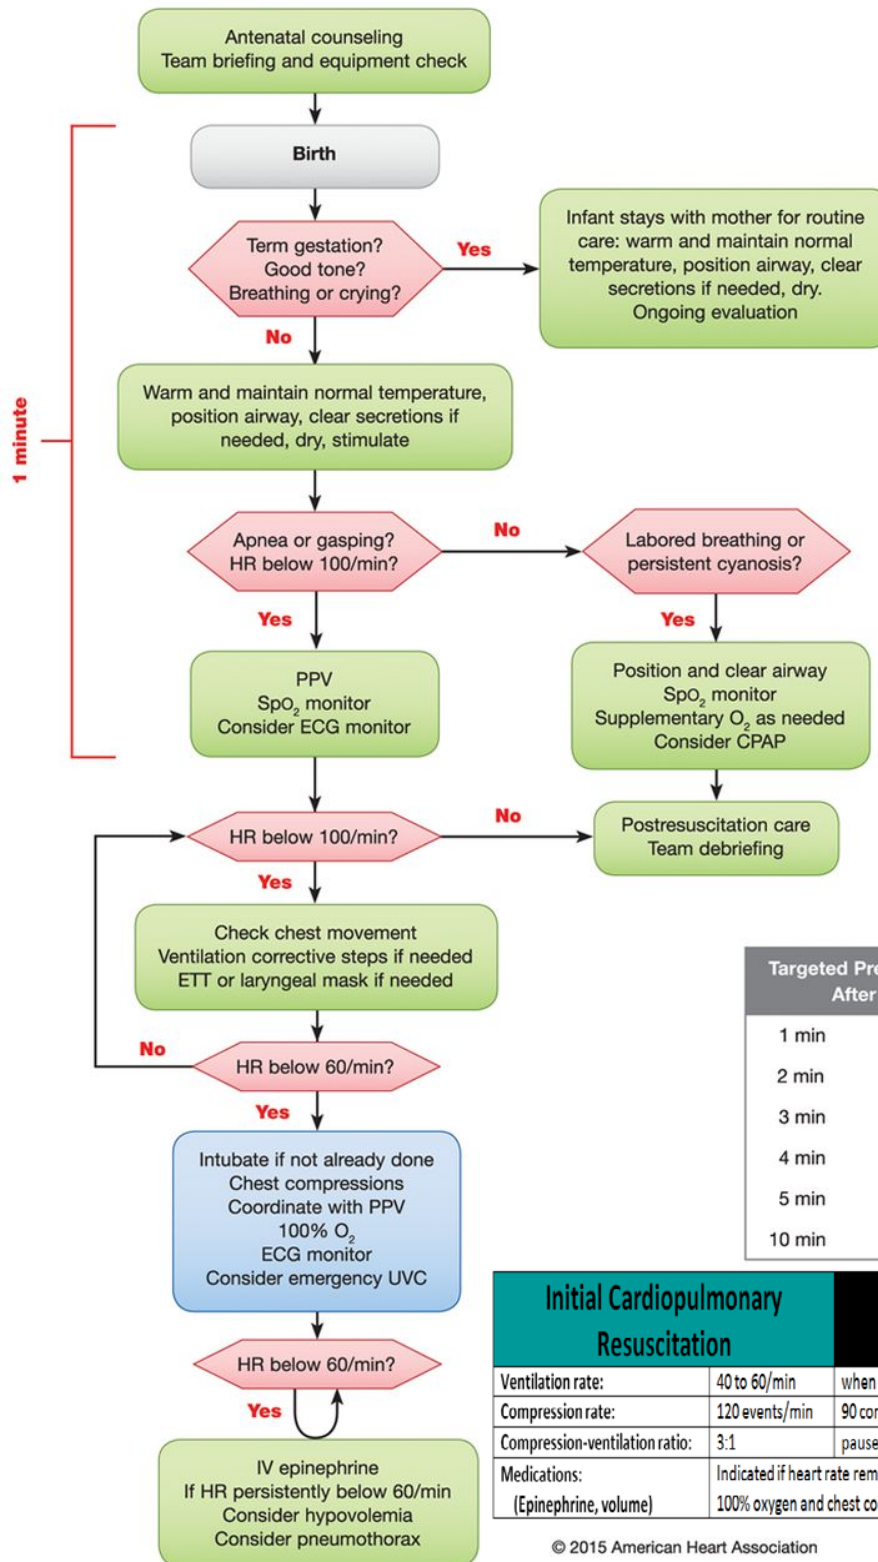 Antenatal counseling
Team briefing and equipment check
Birth
1 minute
Term gestation?
Good tone?
Breathing or crying?
Yes
Infant stays with mother for routine
care: warm and maintain normal
temperature, position airway, clear
secretions if needed, dry.
Ongoing evaluation
No
Warm and maintain normal temperature,
position airway, clear secretions if
needed, dry, stimulate
Apnea or gasping?
HR below 100/min?
No
Labored breathing or
persistent cyanosis?
Yes
Yes
PPV
SpO₂ monitor
Consider ECG monitor
Position and clear airway
SpO₂ monitor
Supplementary O₂ as needed
Consider CPAP
HR below 100/min?
No
Postresuscitation care
Team debriefing
Yes
Check chest movement
Ventilation corrective steps if needed
ETT or laryngeal mask if needed
Targeted Pre
After
1 min
2 min
3 min
4 min
5 min
10 min
No
HR below 60/min?
Yes
Intubate if not already done
Chest compressions
Coordinate with PPV
100% O₂
ECG monitor
Consider emergency UVC
HR below 60/min?
Yes
IV epinephrine
If HR persistently below 60/min
Consider hypovolemia
Consider pneumothorax
Initial Cardiopulmonary
Resuscitation
Ventilation rate: 40 to 60/min when
Compression rate: 120 events/min 90 con
Compression-ventilation ratio: 3:1 pause
Medications: Indicated if heart rate rem
(Epinephrine, volume) 100% oxygen and chest co
© 2015 American Heart Association